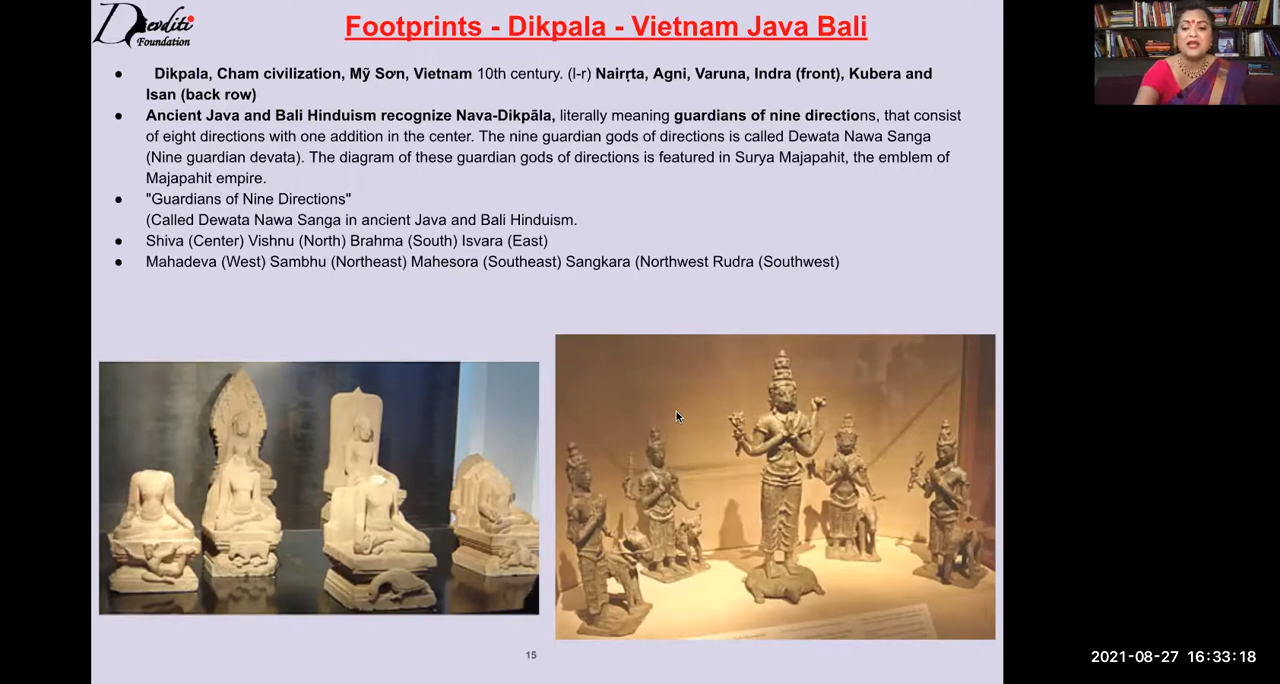 Devditi
Foundation
Footprints - Dikpala - Vietnam Java Bali
● Dikpala, Cham civilization, Mỹ Sơn, Vietnam 10th century. (l-r) Nairṛta, Agni, Varuna, Indra (front), Kubera and
Isan (back row)
● Ancient Java and Bali Hinduism recognize Nava-Dikpāla, literally meaning guardians of nine directions, that consist
of eight directions with one addition in the center. The nine guardian gods of directions is called Dewata Nawa Sanga
(Nine guardian devata). The diagram of these guardian gods of directions is featured in Surya Majapahit, the emblem of
Majapahit empire.
● "Guardians of Nine Directions"
(Called Dewata Nawa Sanga in ancient Java and Bali Hinduism.
● Shiva (Center) Vishnu (North) Brahma (South) Isvara (East)
● Mahadeva (West) Sambhu (Northeast) Mahesora (Southeast) Sangkara (Northwest Rudra (Southwest)
15
2021-08-27 16:33:18